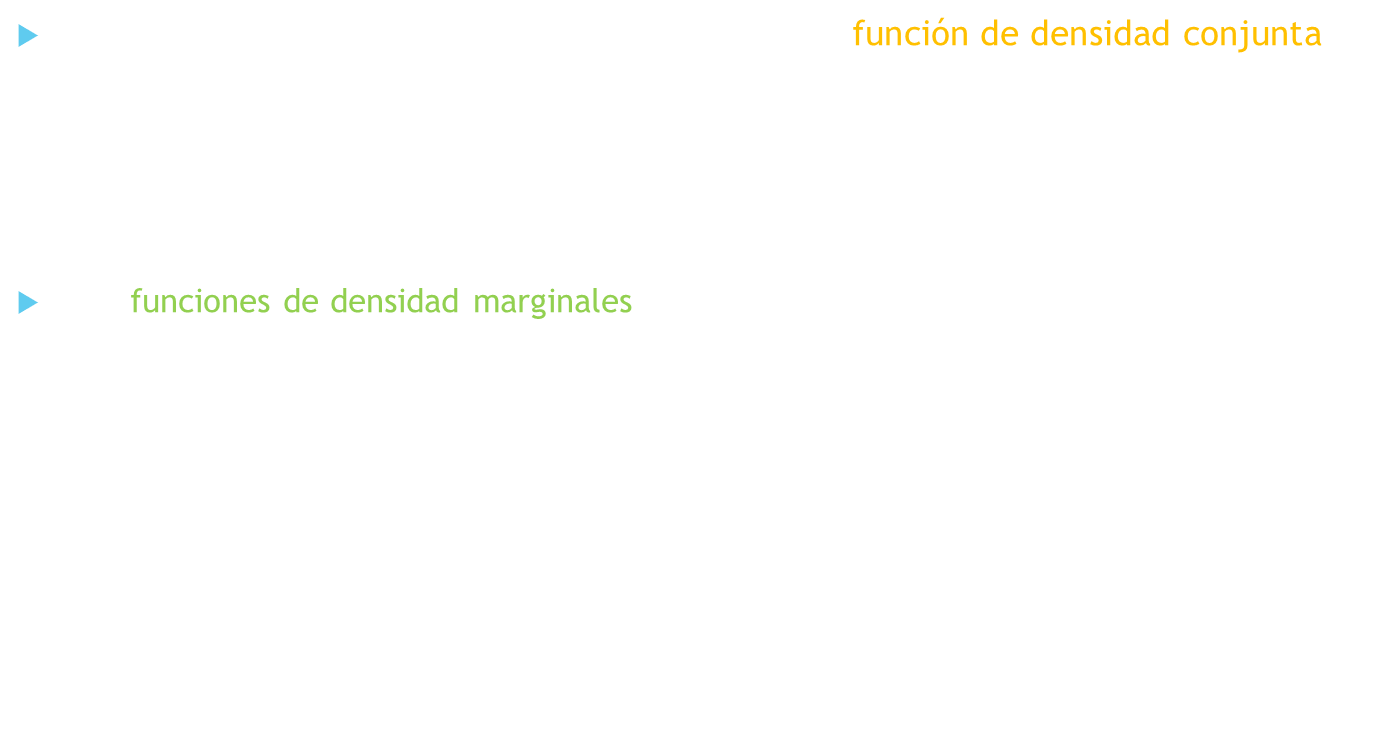 función de densidad conjunta
funciones de densidad marginales